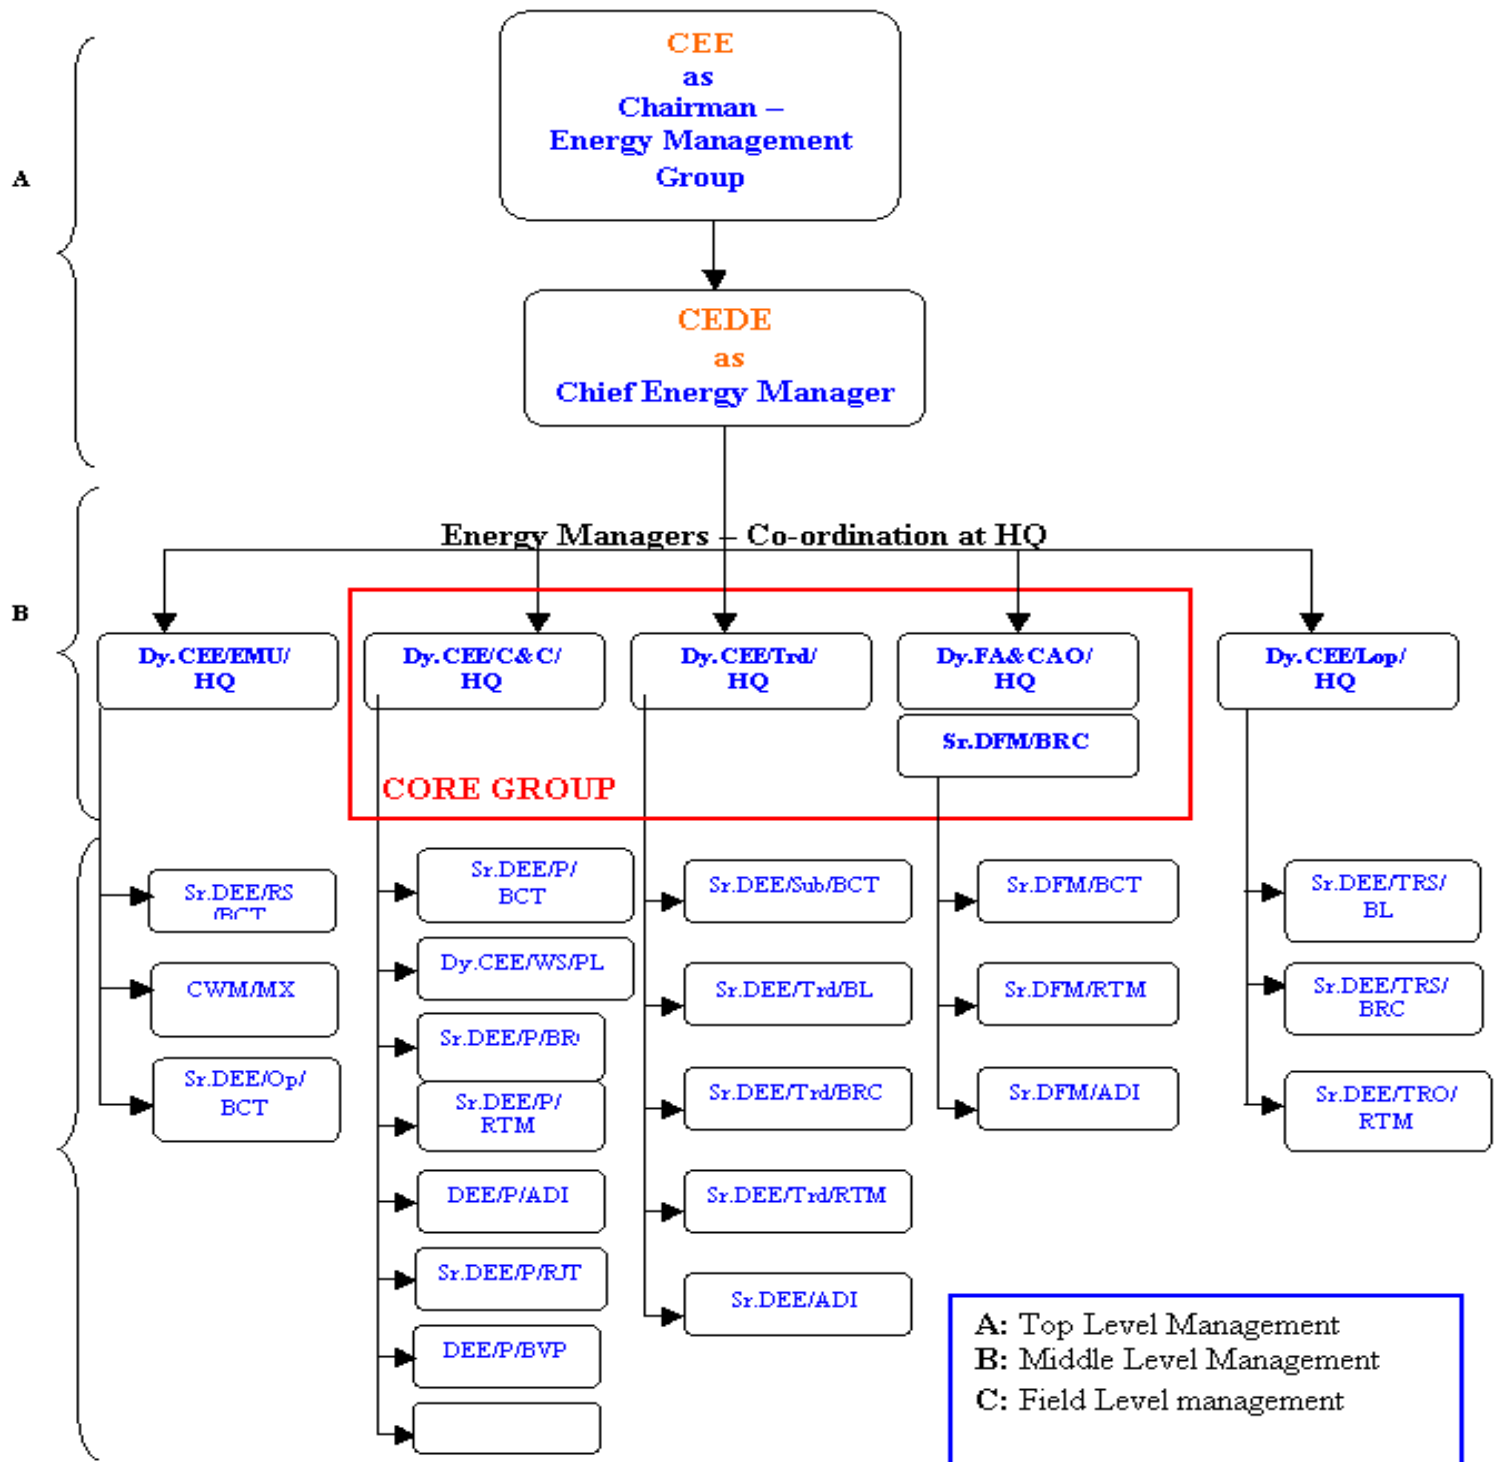 CEE
as
Chairman –
Energy Management
Group
A
CEDE
as
Chief Energy Manager
Energy Managers – Co-ordination at HQ
B
Dy.CEE/EMU/
HQ
Dy.CEE/C&C/
HQ
Dy.CEE/Trd/
HQ
Dy.FA&CAO/
HQ
Dy.CEE/Lop/
HQ
Sr.DFM/BRC
CORE GROUP
Sr.DEE/RS
/BCT
CWM/MX
Sr.DEE/Op/
BCT
Sr.DEE/P/
BCT
Dy.CEE/WS/PL
Sr.DEE/P/
RTM
DEE/P/ADI
Sr.DEE/P/RJT
DEE/P/BVP
Sr.DEE/Sub/BCT
Sr.DEE/Trd/BL
Sr.DEE/Trd/BRC
Sr.DEE/Trd/RTM
Sr.DEE/ADI
Sr.DFM/BCT
Sr.DFM/RTM
Sr.DFM/ADI
Sr.DEE/TRS/
BL
Sr.DEE/TRS/
BRC
Sr.DEE/TRO/
RTM
A: Top Level Management
B: Middle Level Management
C: Field Level management